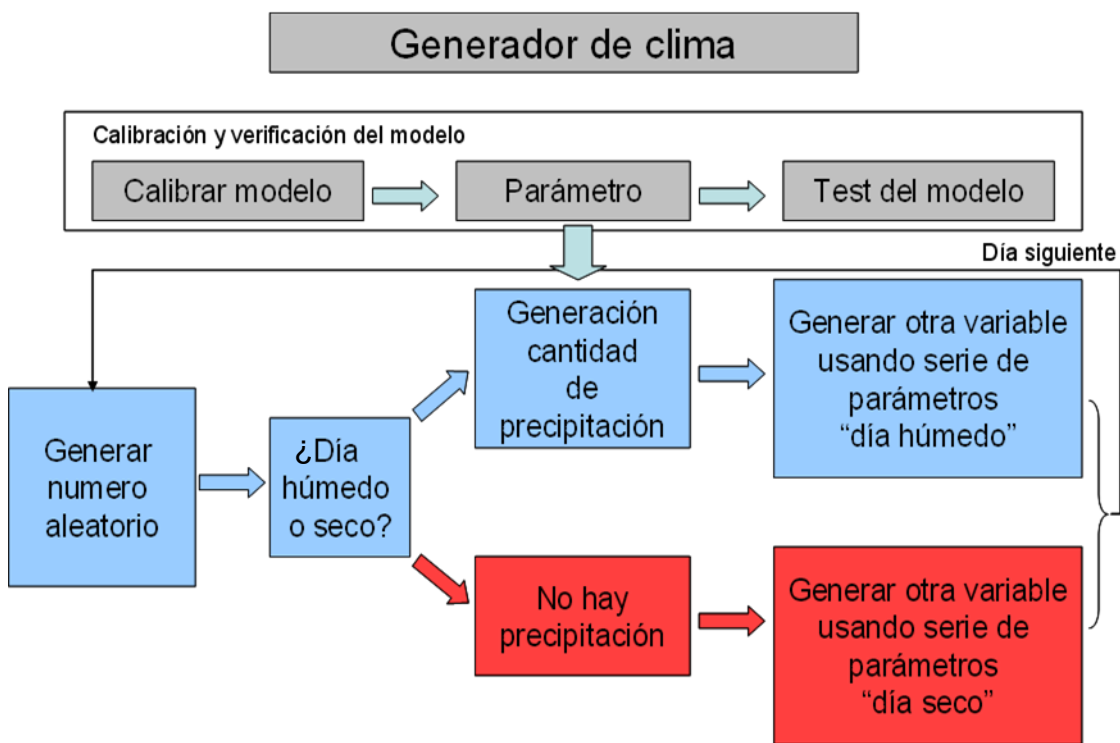 Generador de clima
Calibración y verificación del modelo
Calibrar modelo
Parámetro
Test del modelo
Día siguiente
Generar
numero
aleatorio
¿Día
húmedo
o seco?
Generación
cantidad
de
precipitación
Generar otra variable
usando serie de
parámetros
“día húmedo”
No hay
precipitación
Generar otra variable
usando serie de
parámetros
“día seco”